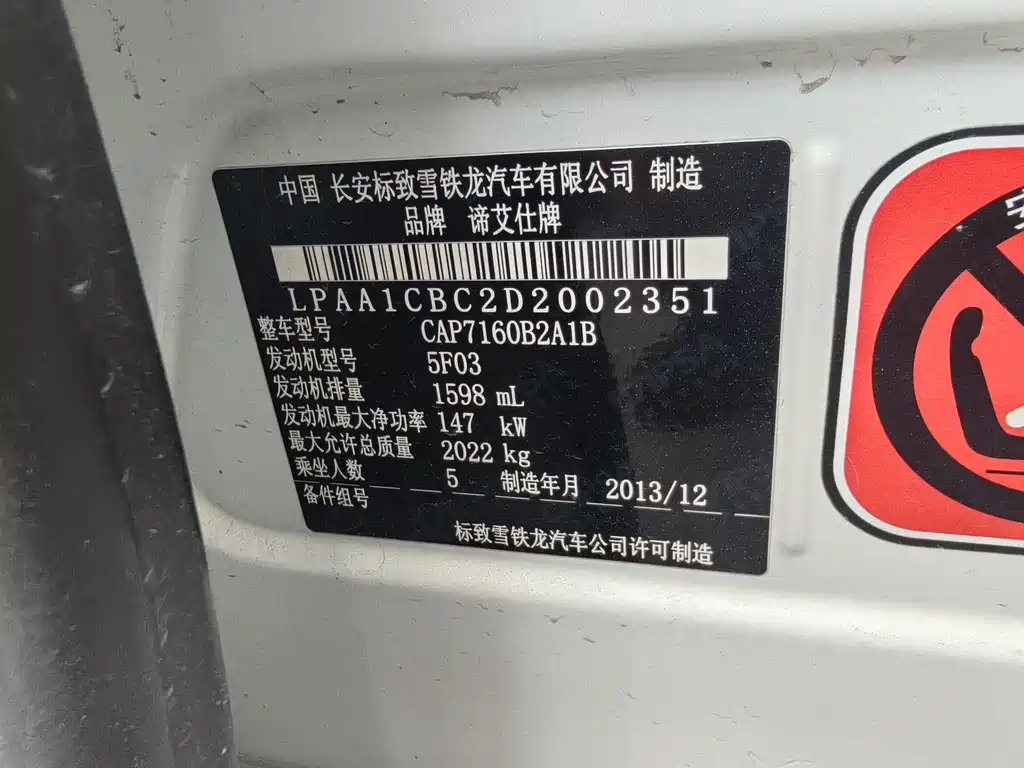 中国 长安标致雪铁龙汽车有限公司 制造
品牌 谛艾仕牌
LPAA1CBC2D2002351
整车型号 CAP7160B2A1B
发动机型号 5F03
发动机排量 1598 mL
发动机最大净功率 147 kW
最大允许总质量 2022 kg
乘坐人数 5 制造年月 2013/12
备件组号
标致雪铁龙汽车公司许可制造
安